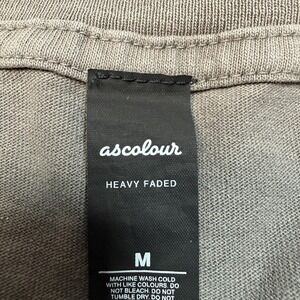 ascolour
HEAVY FADED
M
MACHINE WASH COLD
WITH LIKE COLOURS. DO
NOT BLEACH. DO NOT
TUMBLE DRY. DO NOT